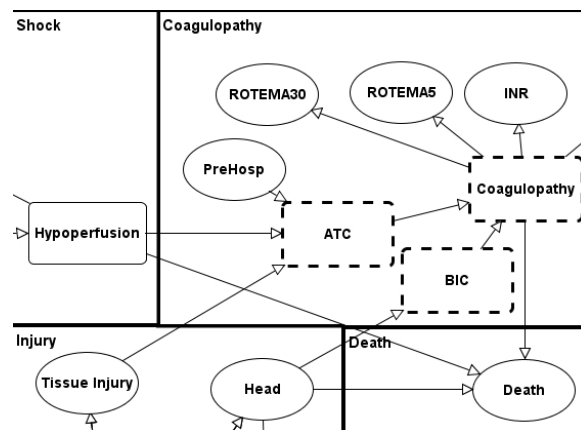 Shock
Coagulopathy
ROTEMA30
ROTEMA5
INR
PreHosp
Coagulopathy
Hypoperfusion
ATC
BIC
Injury
Death
Tissue Injury
Head
Death